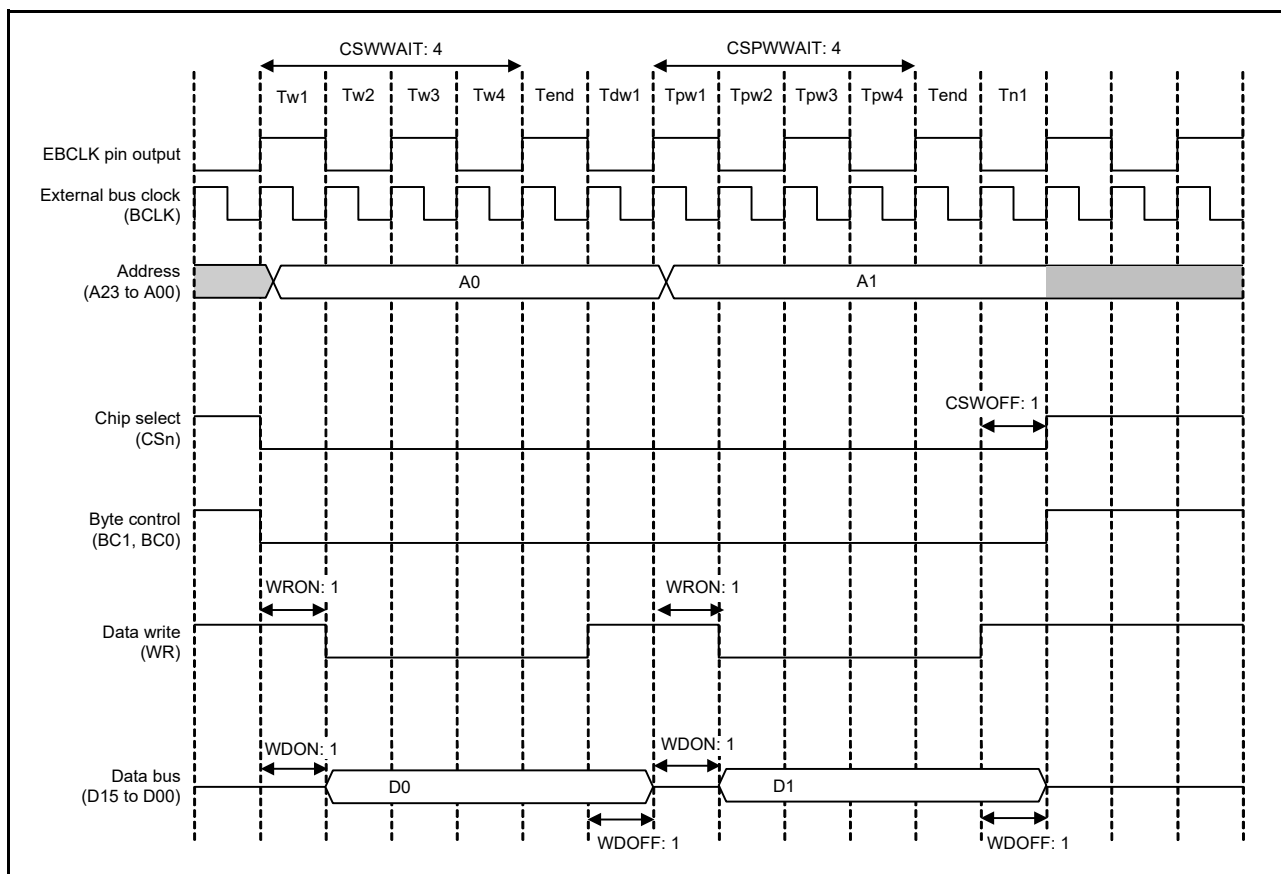 CSWWAIT: 4 CSPWWAIT: 4
Tw1 Tw2 Tw3 Tw4 Tend Tdw1 Tpw1 Tpw2 Tpw3 Tpw4 Tend Tn1
EBCLK pin output
External bus clock
(BCLK)
Address
(A23 to A00)
A0 A1
CSWOFF: 1
Chip select
(CSn)
Byte control
(BC1, BC0)
WRON: 1 WRON: 1
Data write
(WR)
WDON: 1 WDON: 1
Data bus
(D15 to D00)
D0 D1
WDOFF: 1 WDOFF: 1